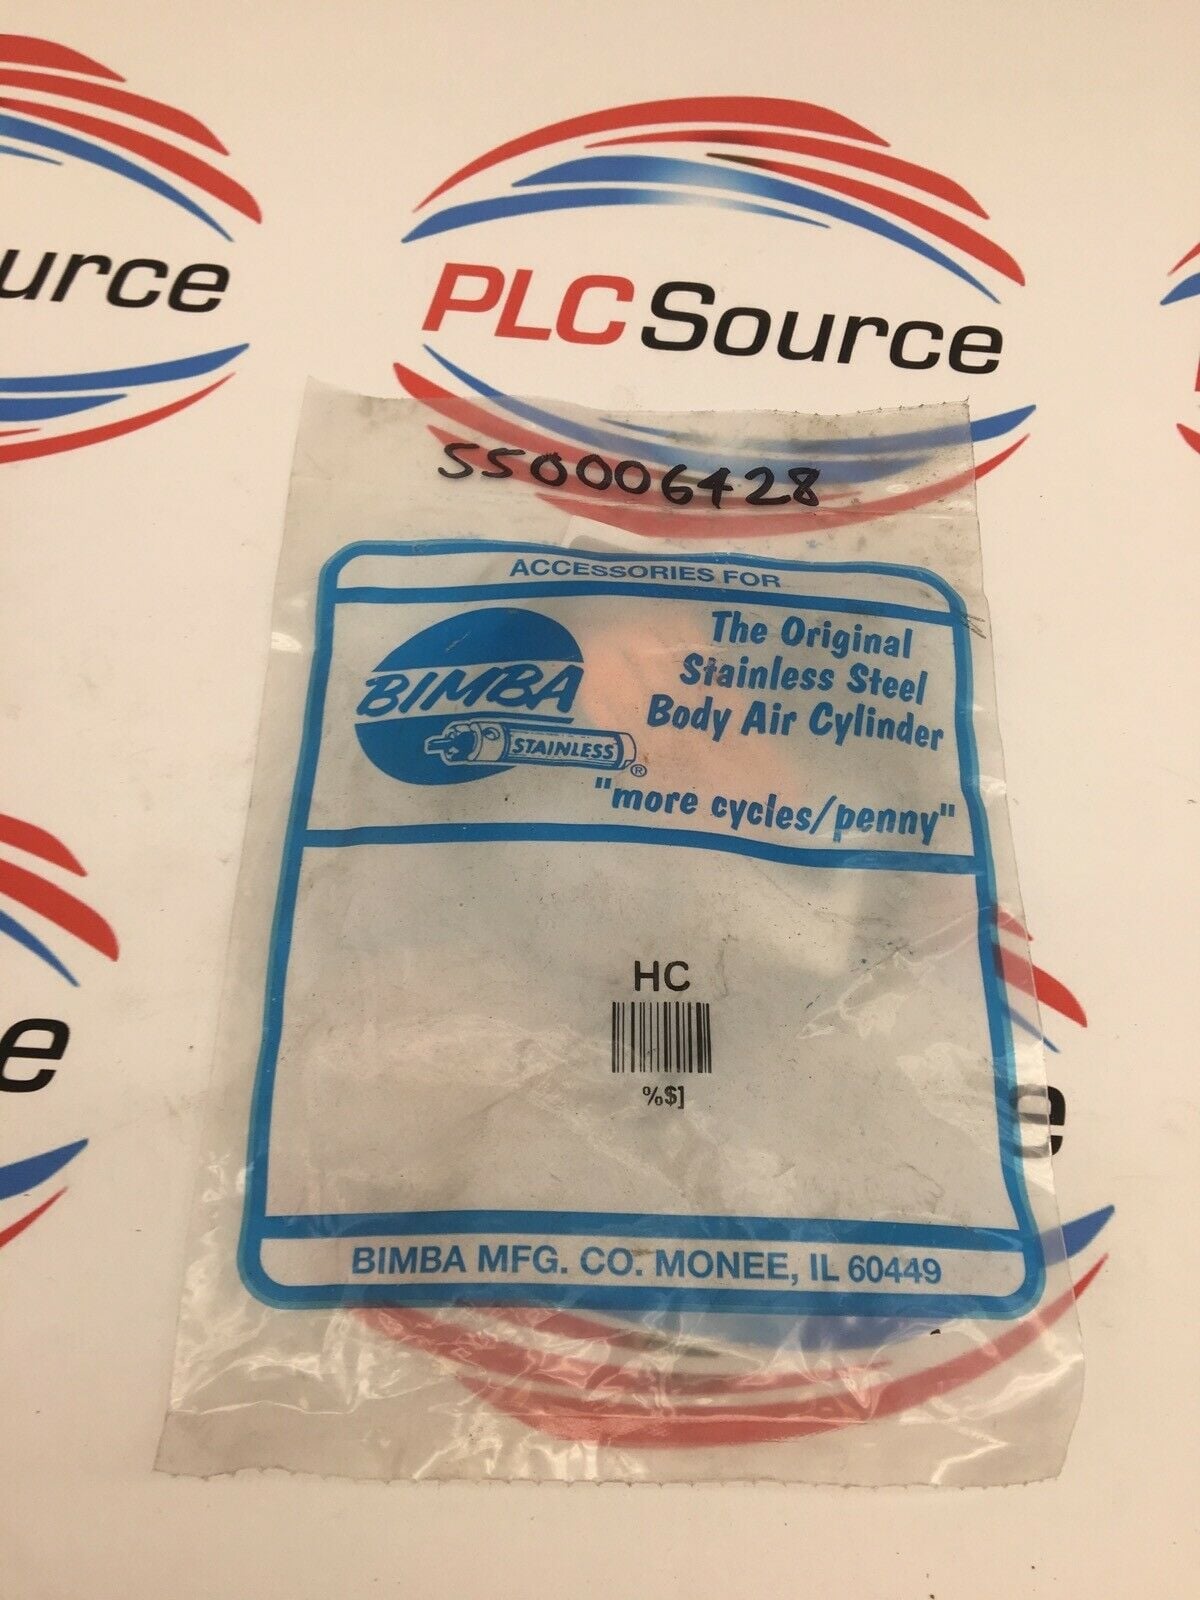 urce
PLC Source
550006428
ACCESSORIES FOR
BIMBA
STAINLESS
®
The Original
Stainless Steel
Body Air Cylinder
"more cycles/penny"
HC
%$]
e
e
BIMBA MFG. CO. MONEE, IL 60449